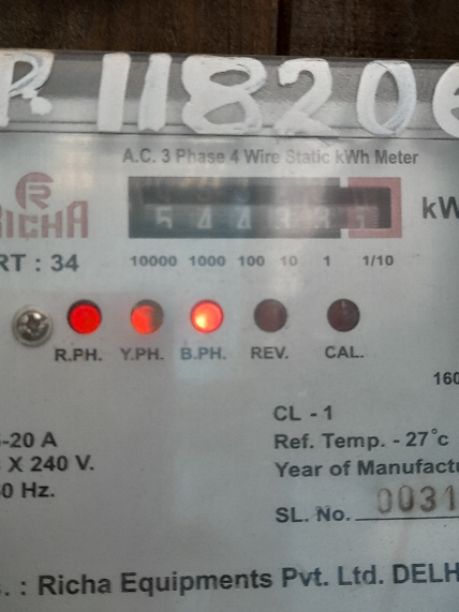 P. 118206
A.C. 3 Phase 4 Wire Static kWh Meter
RICHA
kW
RT : 34
10000 1000 100 10 1 1/10
R.PH. Y.PH. B.PH. REV. CAL.
160
CL - 1
-20 A
Ref. Temp. - 27°c
X 240 V.
Year of Manufactu
0 Hz.
SL. No. 0031
. : Richa Equipments Pvt. Ltd. DELH